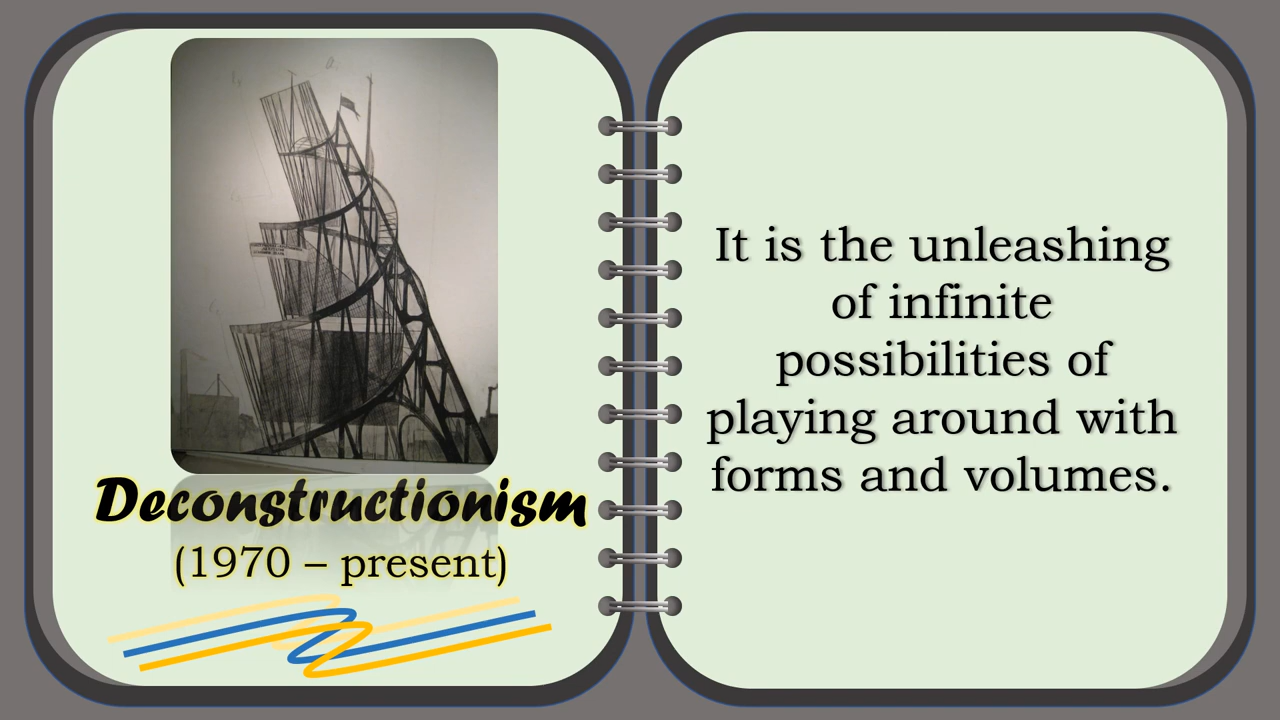 Deconstructionism
(1970 – present)
It is the unleashing
of infinite
possibilities of
playing around with
forms and volumes.